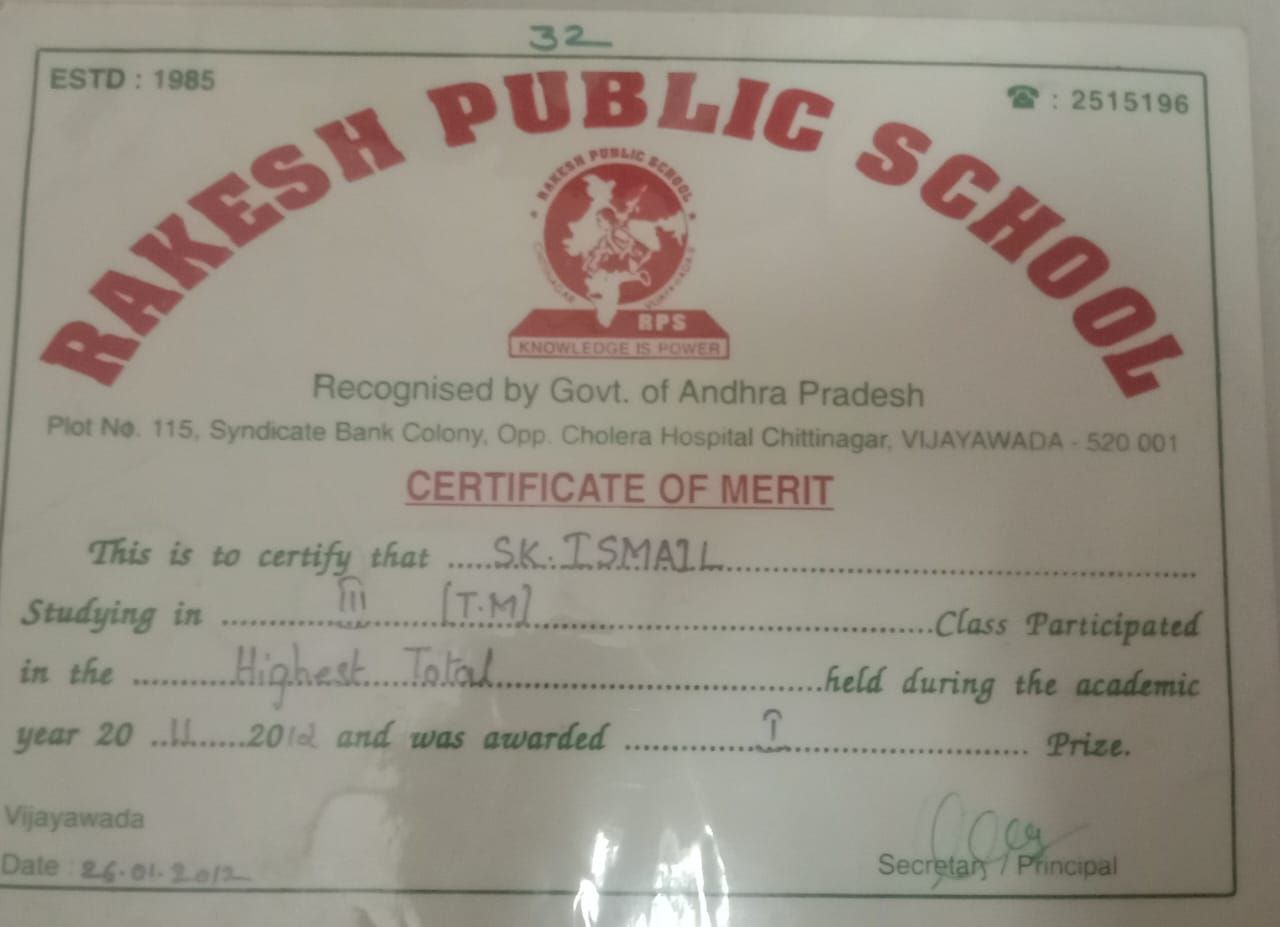 32
ESTD : 1985
☎ : 2515196
RAKESH PUBLIC SCHOOL
RAKESH PUBLIC SCHOOL
CHITTINAGAR VIJAYAWADA
RPS
KNOWLEDGE IS POWER
Recognised by Govt. of Andhra Pradesh
Plot No. 115, Syndicate Bank Colony, Opp. Cholera Hospital Chittinagar, VIJAYAWADA - 520 001
CERTIFICATE OF MERIT
This is to certify that .....S.K. ISMAIL..........
Studying in .......... III ..... [T.M] ..........Class Participated
in the ..........Highest Total..........held during the academic
year 20 ..11......2012 and was awarded ..........I.......... Prize.
Vijayawada
Date : 26.01.2012
Secretary / Principal